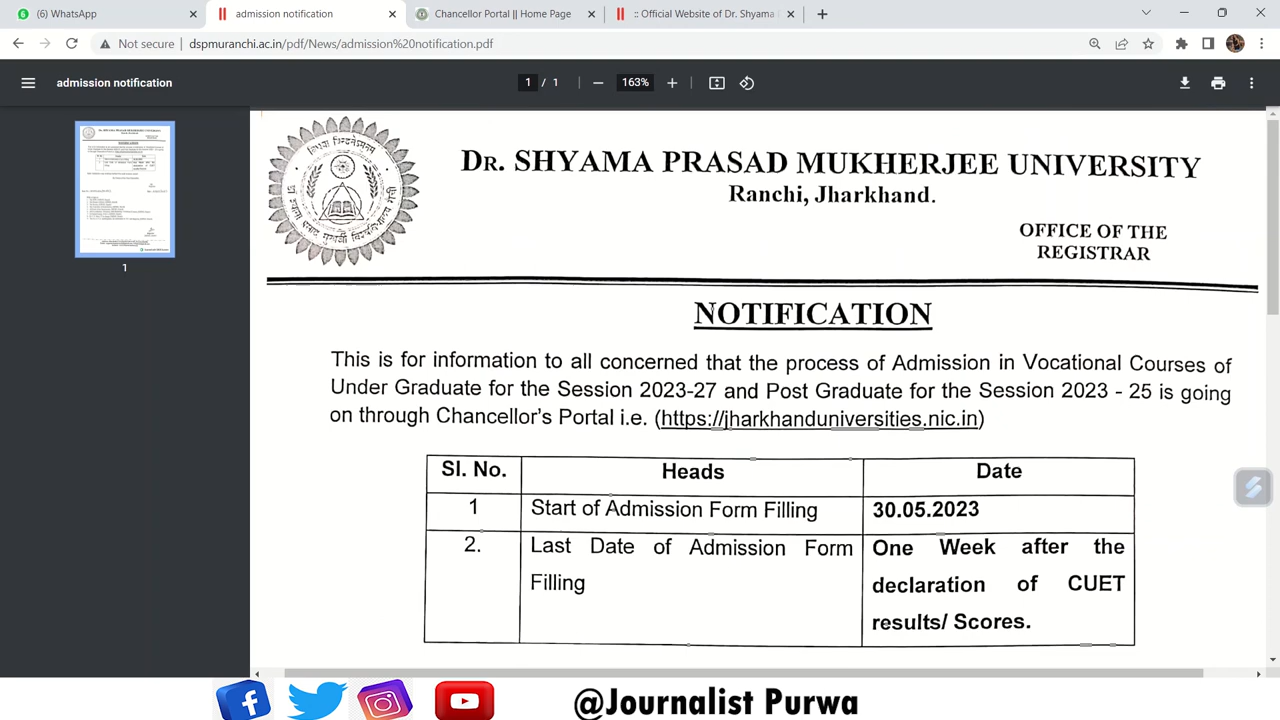 (6) WhatsApp
admission notification
Chancellor Portal || Home Page
:: Official Website of Dr. Shyama
Not secure
dspmuranchi.ac.in/pdf/News/admission%20notification.pdf
admission notification
1 / 1
163%
1
DR. SHYAMA PRASAD MUKHERJEE UNIVERSITY
Ranchi, Jharkhand.
OFFICE OF THE
REGISTRAR
NOTIFICATION
This is for information to all concerned that the process of Admission in Vocational Courses of
Under Graduate for the Session 2023-27 and Post Graduate for the Session 2023 - 25 is going
on through Chancellor's Portal i.e. (https://jharkhanduniversities.nic.in)
Sl. No. Heads Date
1 Start of Admission Form Filling 30.05.2023
2. Last Date of Admission Form One Week after the
Filling declaration of CUET
results/ Scores.
@Journalist Purwa